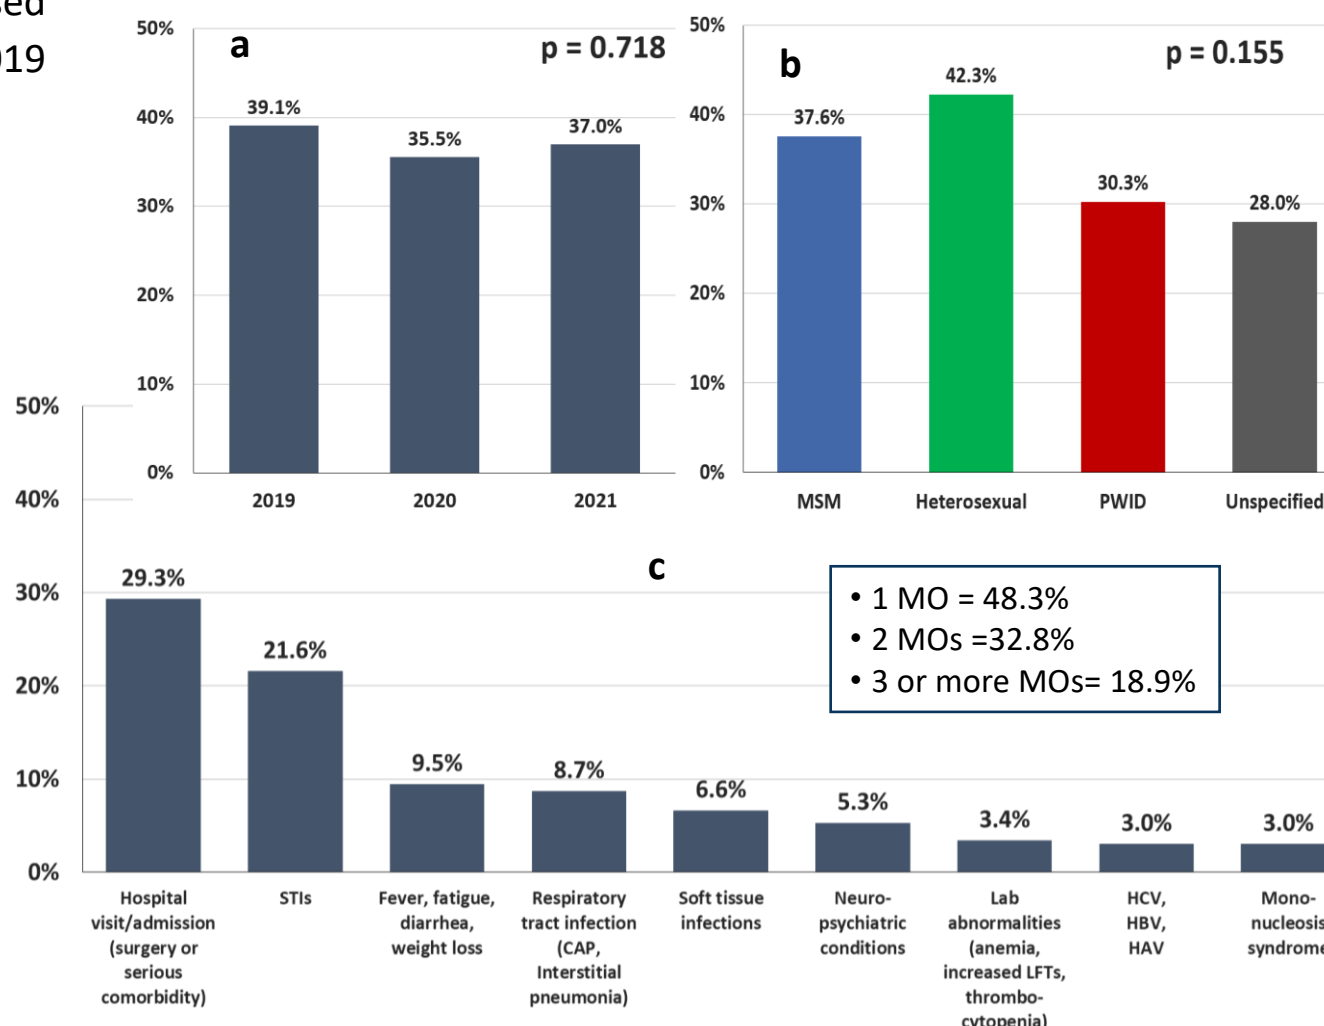 a
p = 0.718
50%
40%
30%
20%
10%
0%
39.1%
35.5%
37.0%
2019
2020
2021
b
p = 0.155
50%
40%
30%
20%
10%
0%
37.6%
42.3%
30.3%
28.0%
MSM
Heterosexual
PWID
Unspecified
c
50%
40%
30%
20%
10%
0%
• 1 MO = 48.3%
• 2 MOs =32.8%
• 3 or more MOs= 18.9%
29.3%
21.6%
9.5%
8.7%
6.6%
5.3%
3.4%
3.0%
3.0%
Hospital
visit/admission
(surgery or
serious
comorbidity)
STIs
Fever, fatigue,
diarrhea,
weight loss
Respiratory
tract infection
(CAP,
Interstitial
pneumonia)
Soft tissue
infections
Neuro-
psychiatric
conditions
Lab
abnormalities
(anemia,
increased LFTs,
thrombo-
cytopenia)
HCV,
HBV,
HAV
Mono-
nucleosis
syndrome